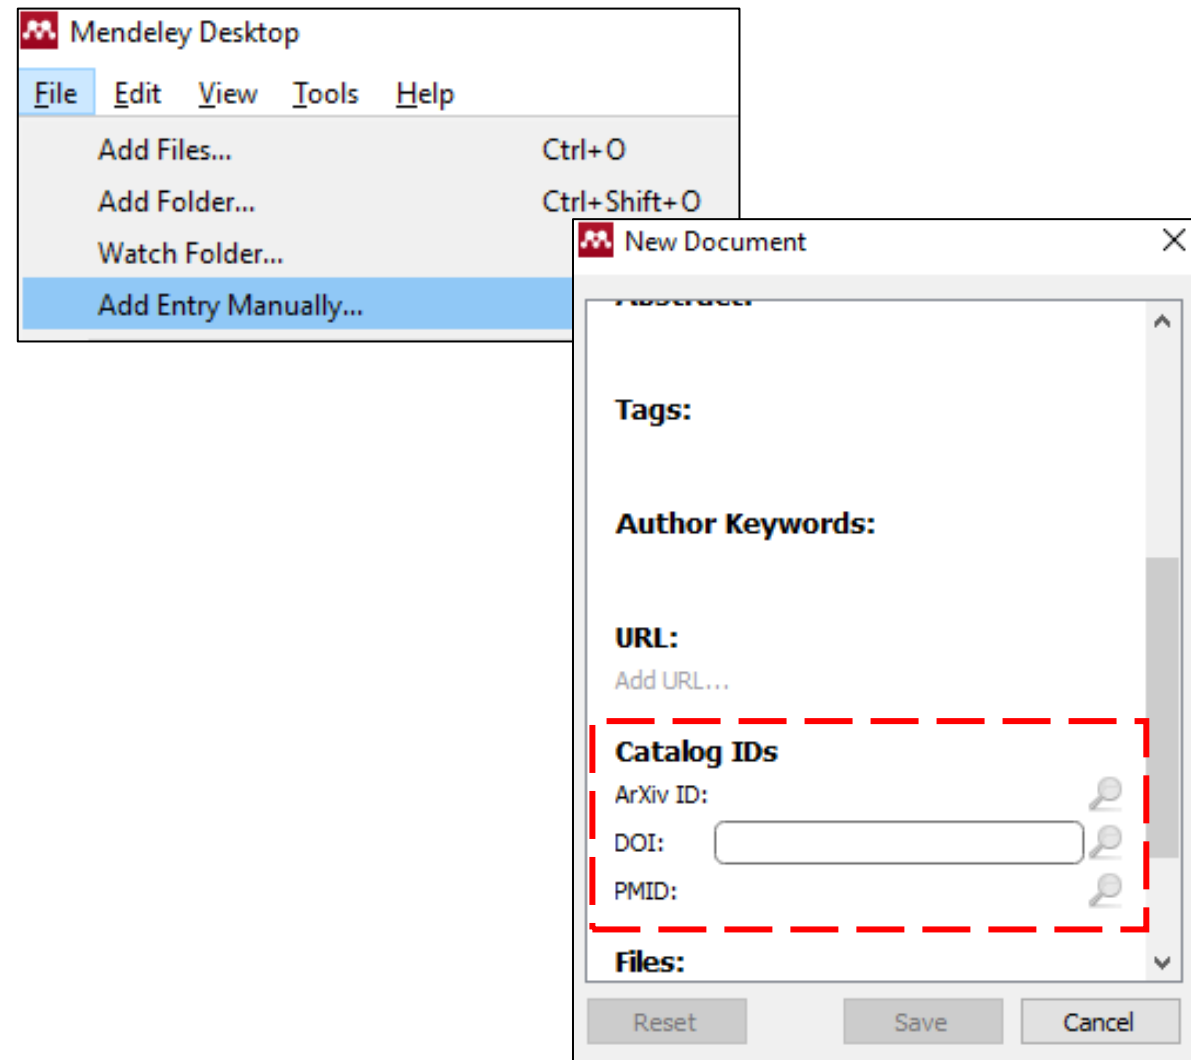 Mendeley Desktop
File Edit View Tools Help
Add Files... Ctrl+O
Add Folder... Ctrl+Shift+O
Watch Folder...
Add Entry Manually...
New Document
Abstract:
Tags:
Author Keywords:
URL:
Add URL...
Catalog IDs
ArXiv ID:
DOI:
PMID:
Files:
Reset Save Cancel